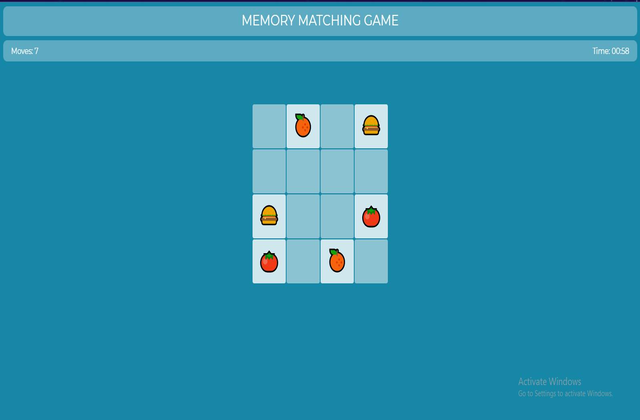 MEMORY MATCHING GAME
Moves: 7
Time: 00:58
Activate Windows
Go to Settings to activate Windows.